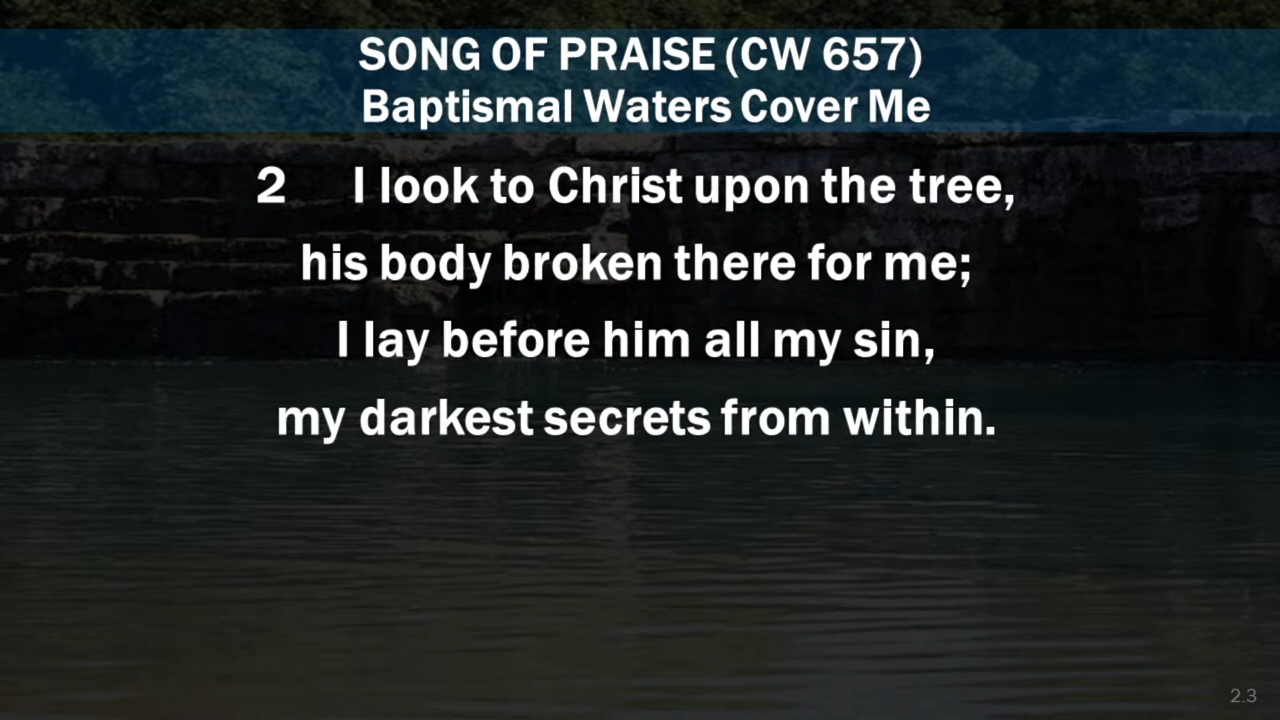 SONG OF PRAISE (CW 657)
Baptismal Waters Cover Me
2 I look to Christ upon the tree,
his body broken there for me;
I lay before him all my sin,
my darkest secrets from within.
2.3